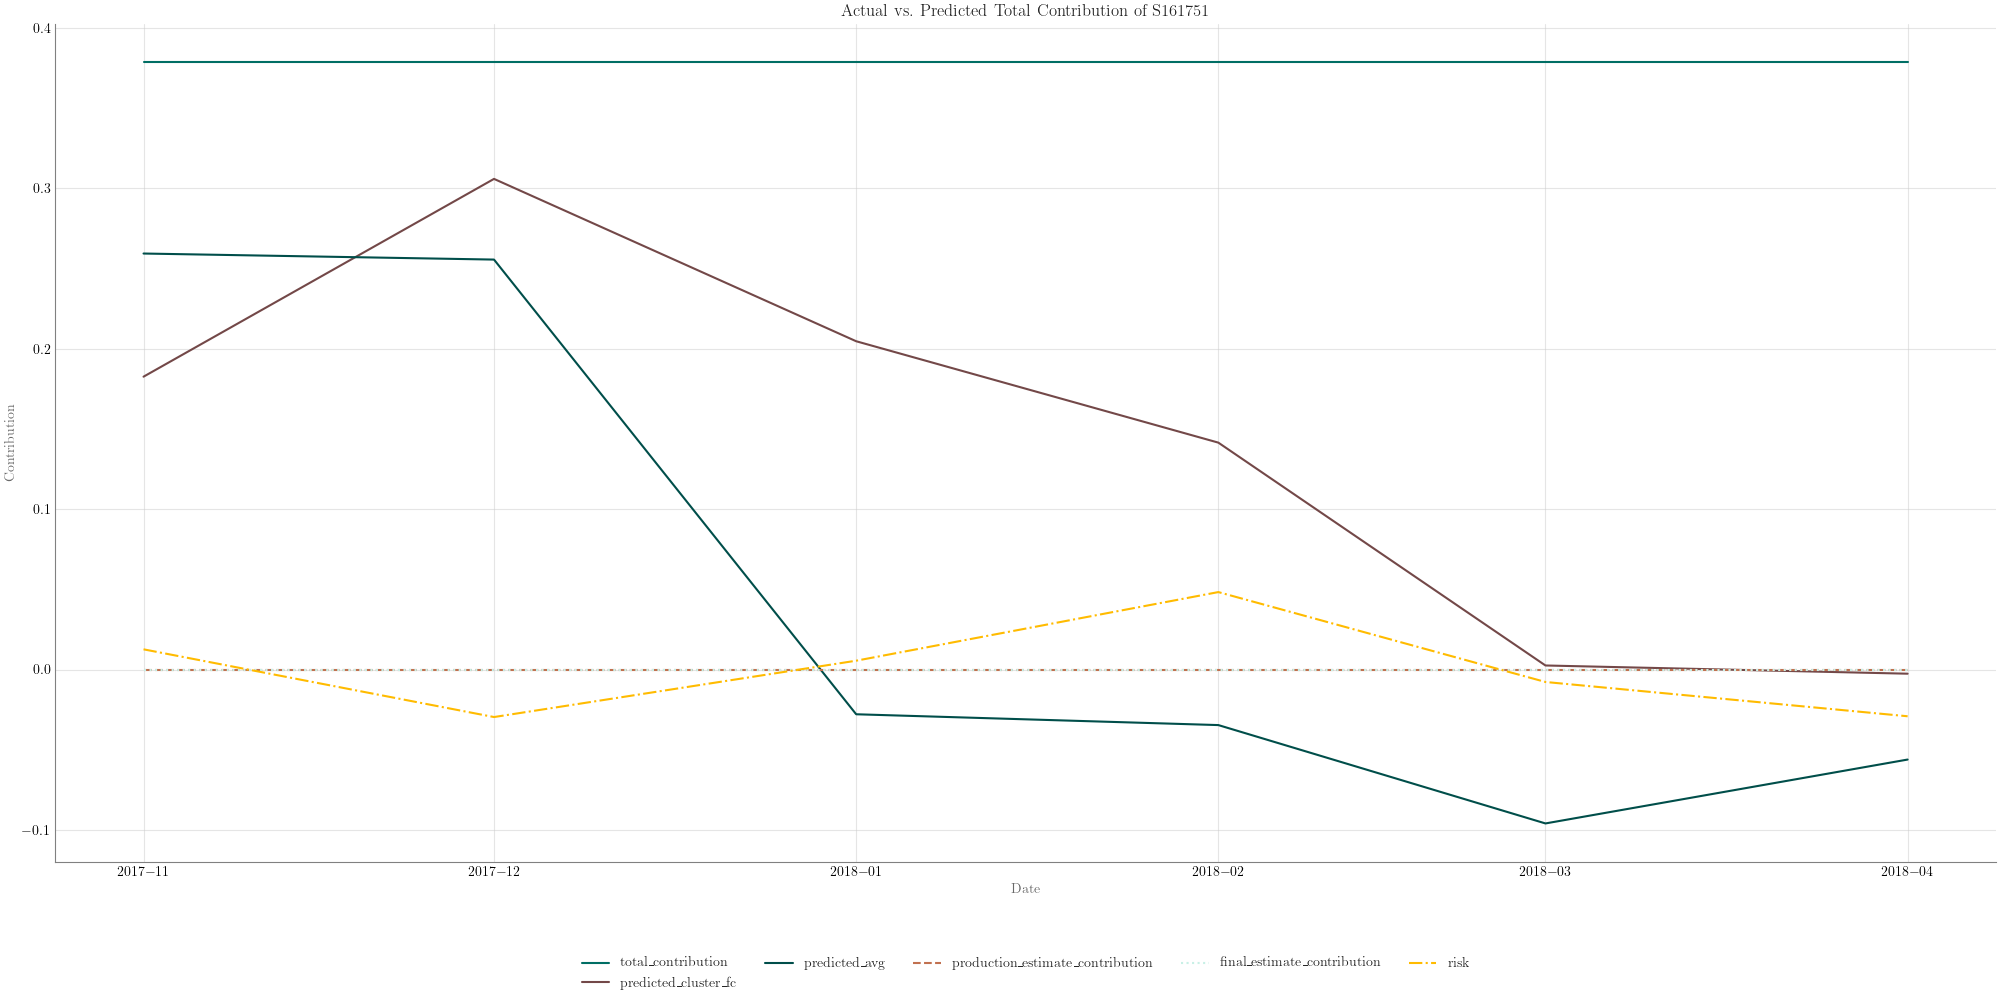 Actual vs. Predicted Total Contribution of S161751
0.4
0.3
0.2
0.1
0.0
−0.1
Contribution
2017−11 2017−12 2018−01 2018−02 2018−03 2018−04
Date
total_contribution predicted_avg production_estimate_contribution final_estimate_contribution risk
predicted_cluster_fc